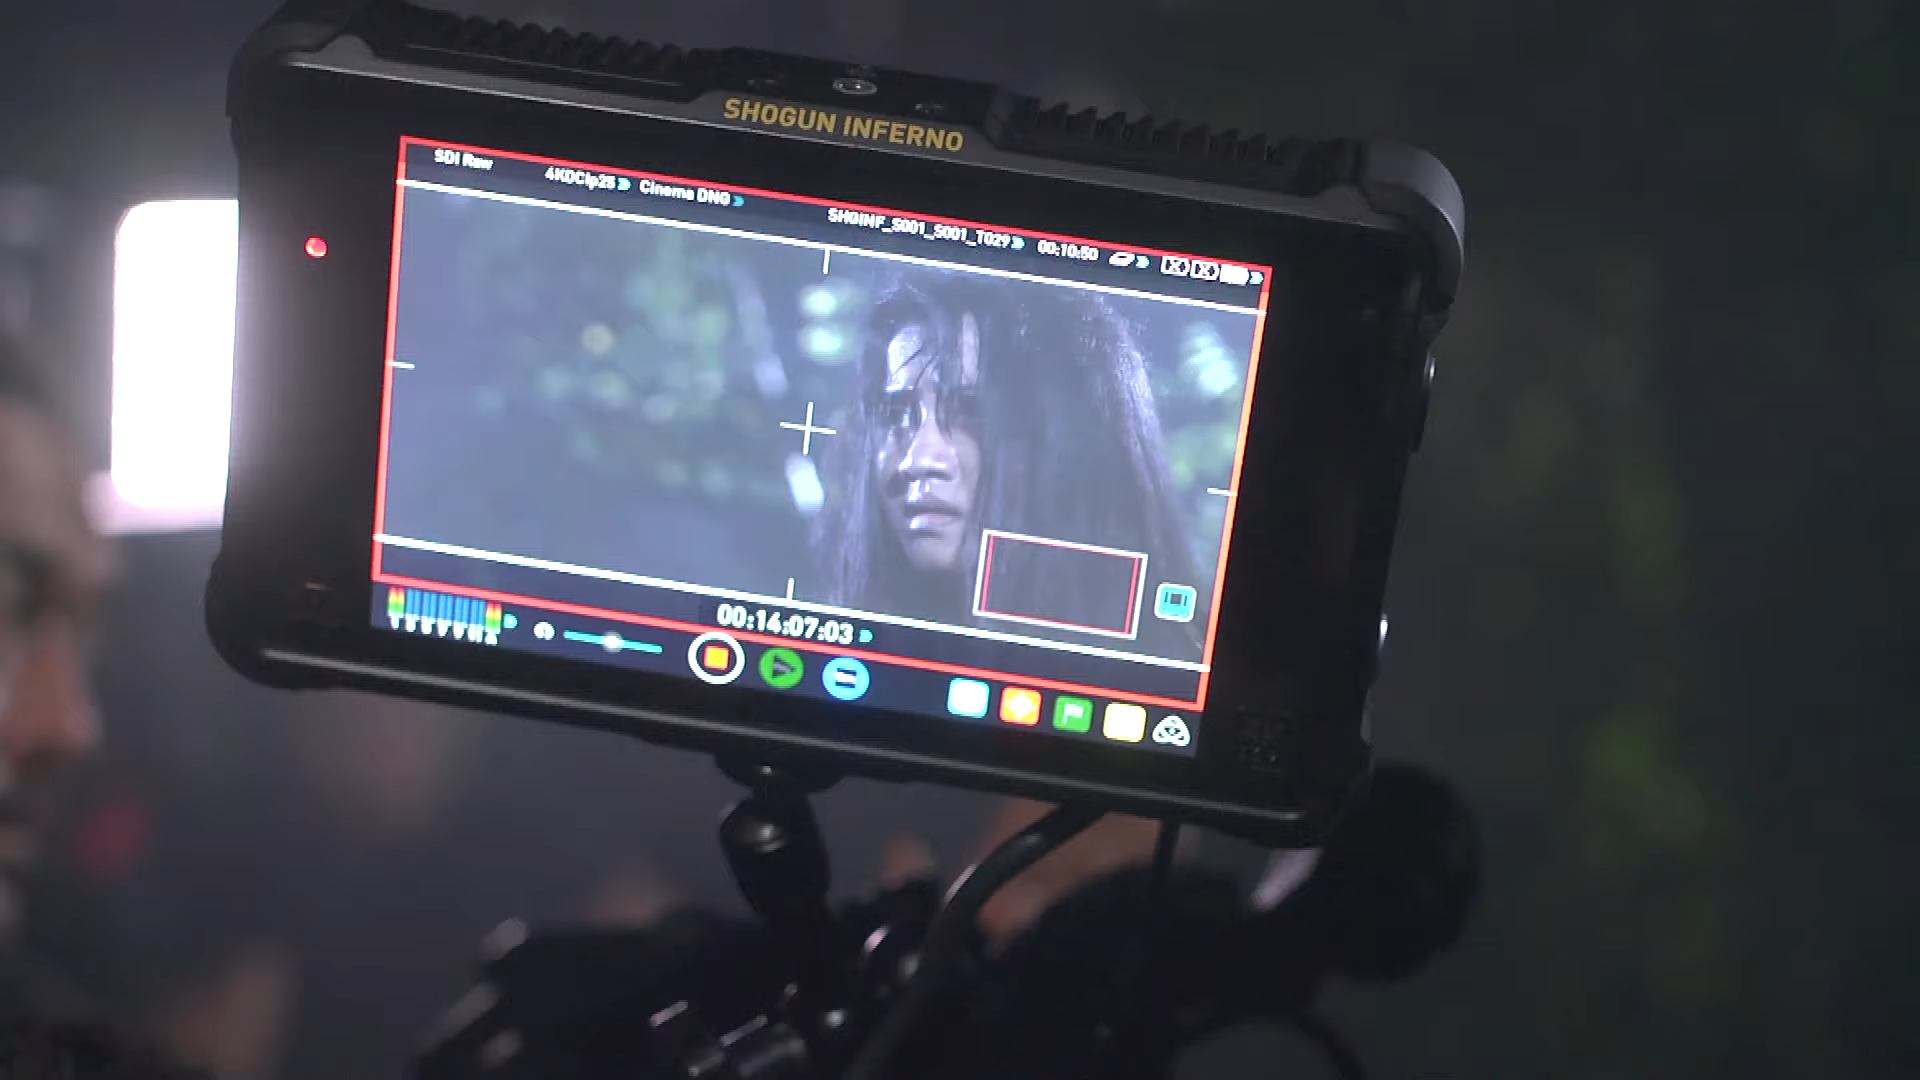 SHOGUN INFERNO
SDI Raw
4KDCIp25 Cinema DNG SHGINF_S001_S001_T029 00:10:50
00:14:07:03